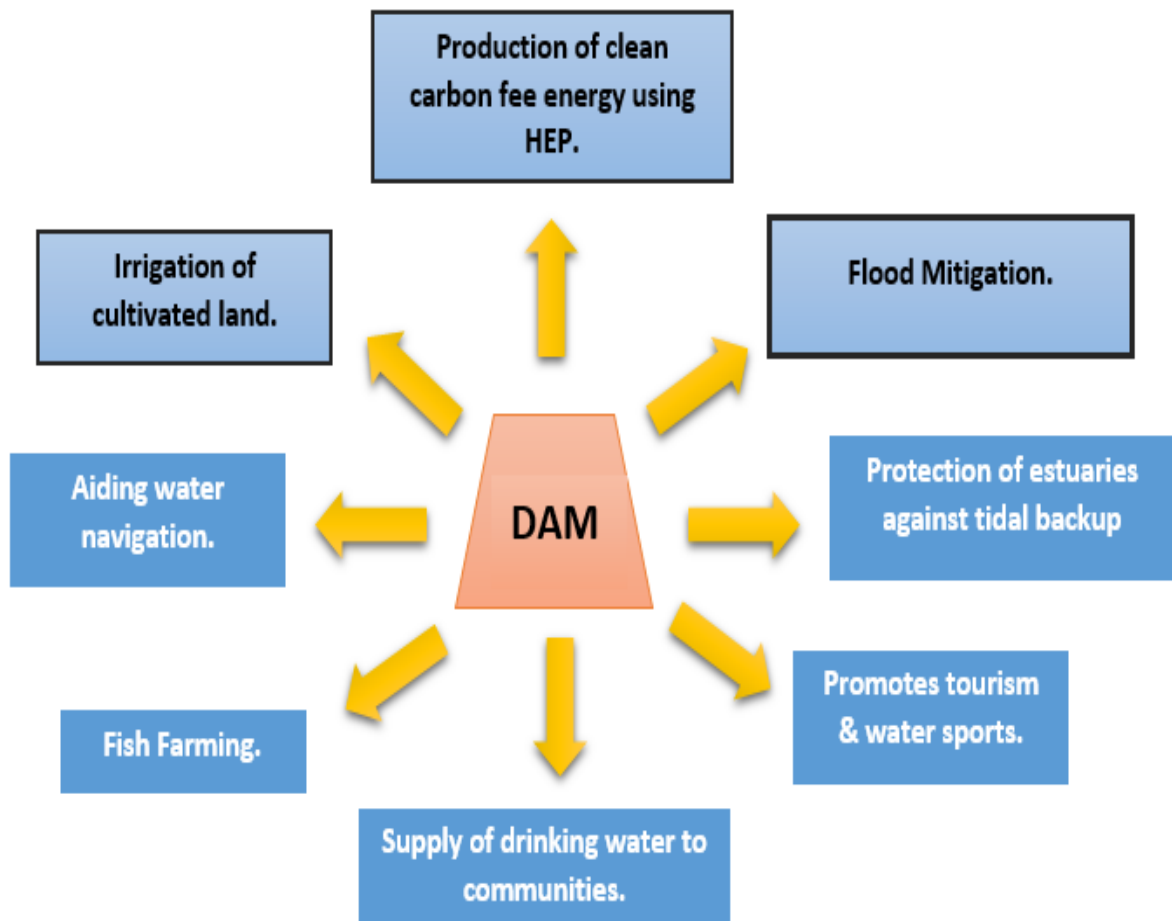 Production of clean
carbon fee energy using
HEP.
Irrigation of
cultivated land.
Flood Mitigation.
Aiding water
navigation.
DAM
Protection of estuaries
against tidal backup
Fish Farming.
Promotes tourism
& water sports.
Supply of drinking water to
communities.